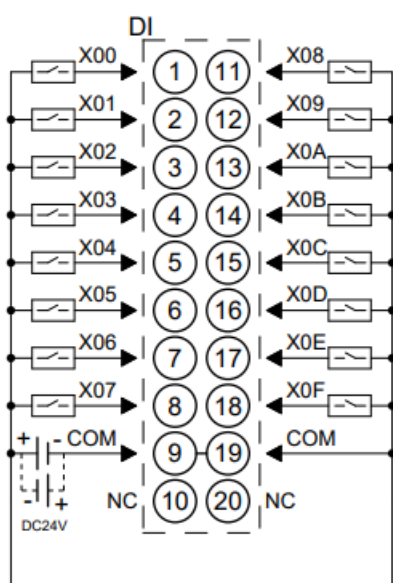 DI
X00 1 11 X08
X01 2 12 X09
X02 3 13 X0A
X03 4 14 X0B
X04 5 15 X0C
X05 6 16 X0D
X06 7 17 X0E
X07 8 18 X0F
+ - COM 9 19 COM
- + NC 10 20 NC
DC24V